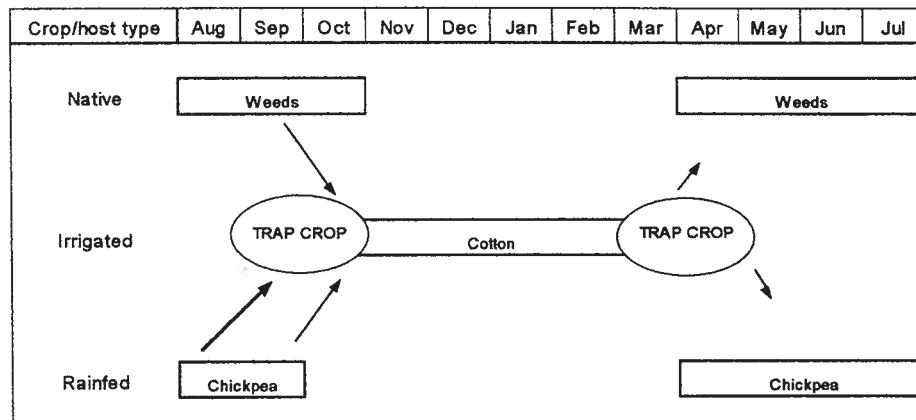 Crop/host type Aug Sep Oct Nov Dec Jan Feb Mar Apr May Jun Jul
Native Weeds Weeds
Irrigated TRAP CROP Cotton TRAP CROP
Rainfed Chickpea Chickpea